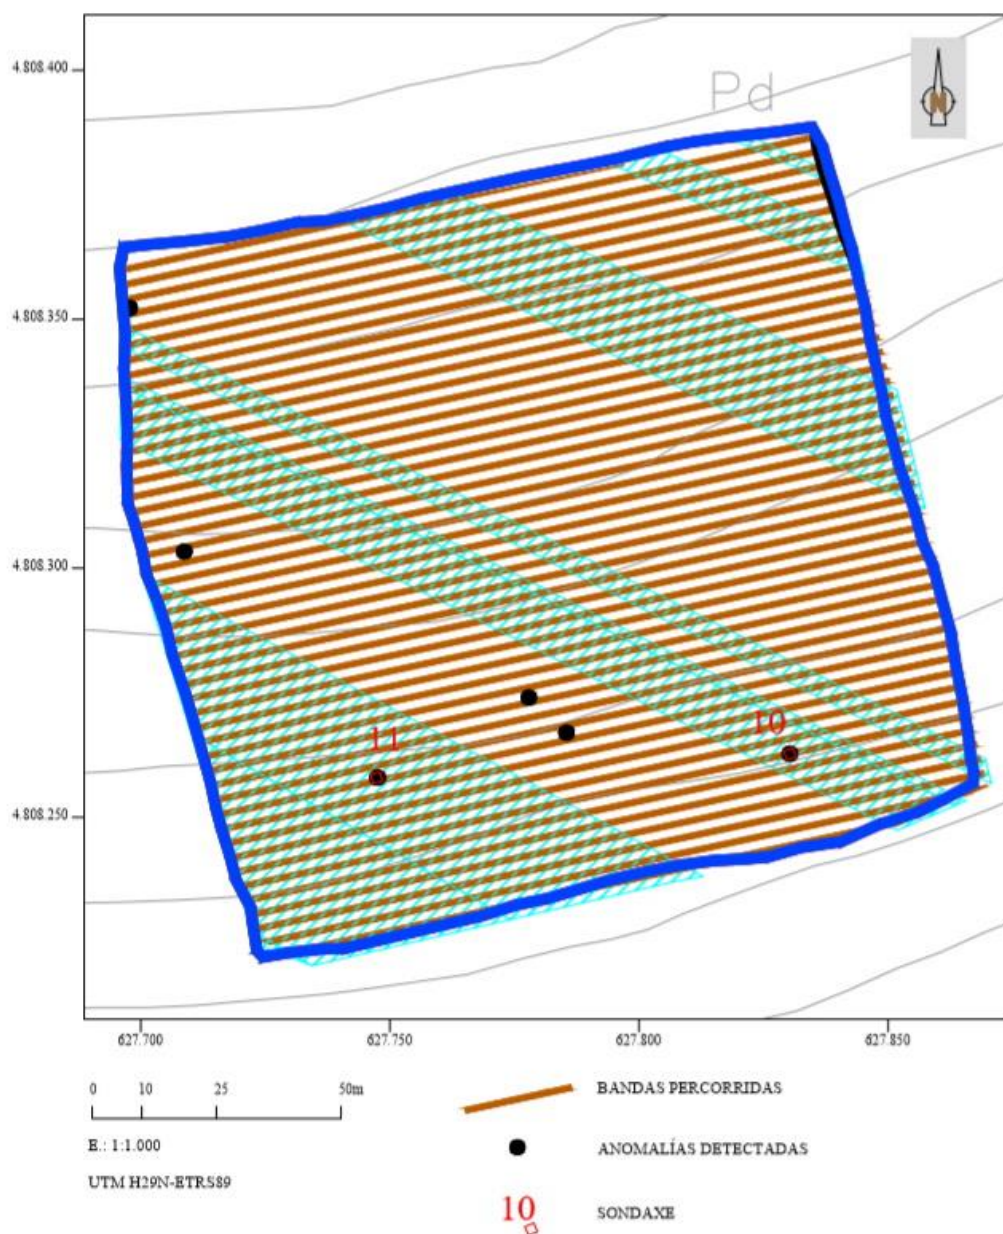 4.808.400
Pd
N
4.808.350
4.808.300
10
11
4.808.250
627.700 627.750 627.800 627.850
0 10 25 50m
BANDAS PERCORRIDAS
E.: 1:1.000
ANOMALÍAS DETECTADAS
UTM H29N-ETRS89
10 SONDAXE